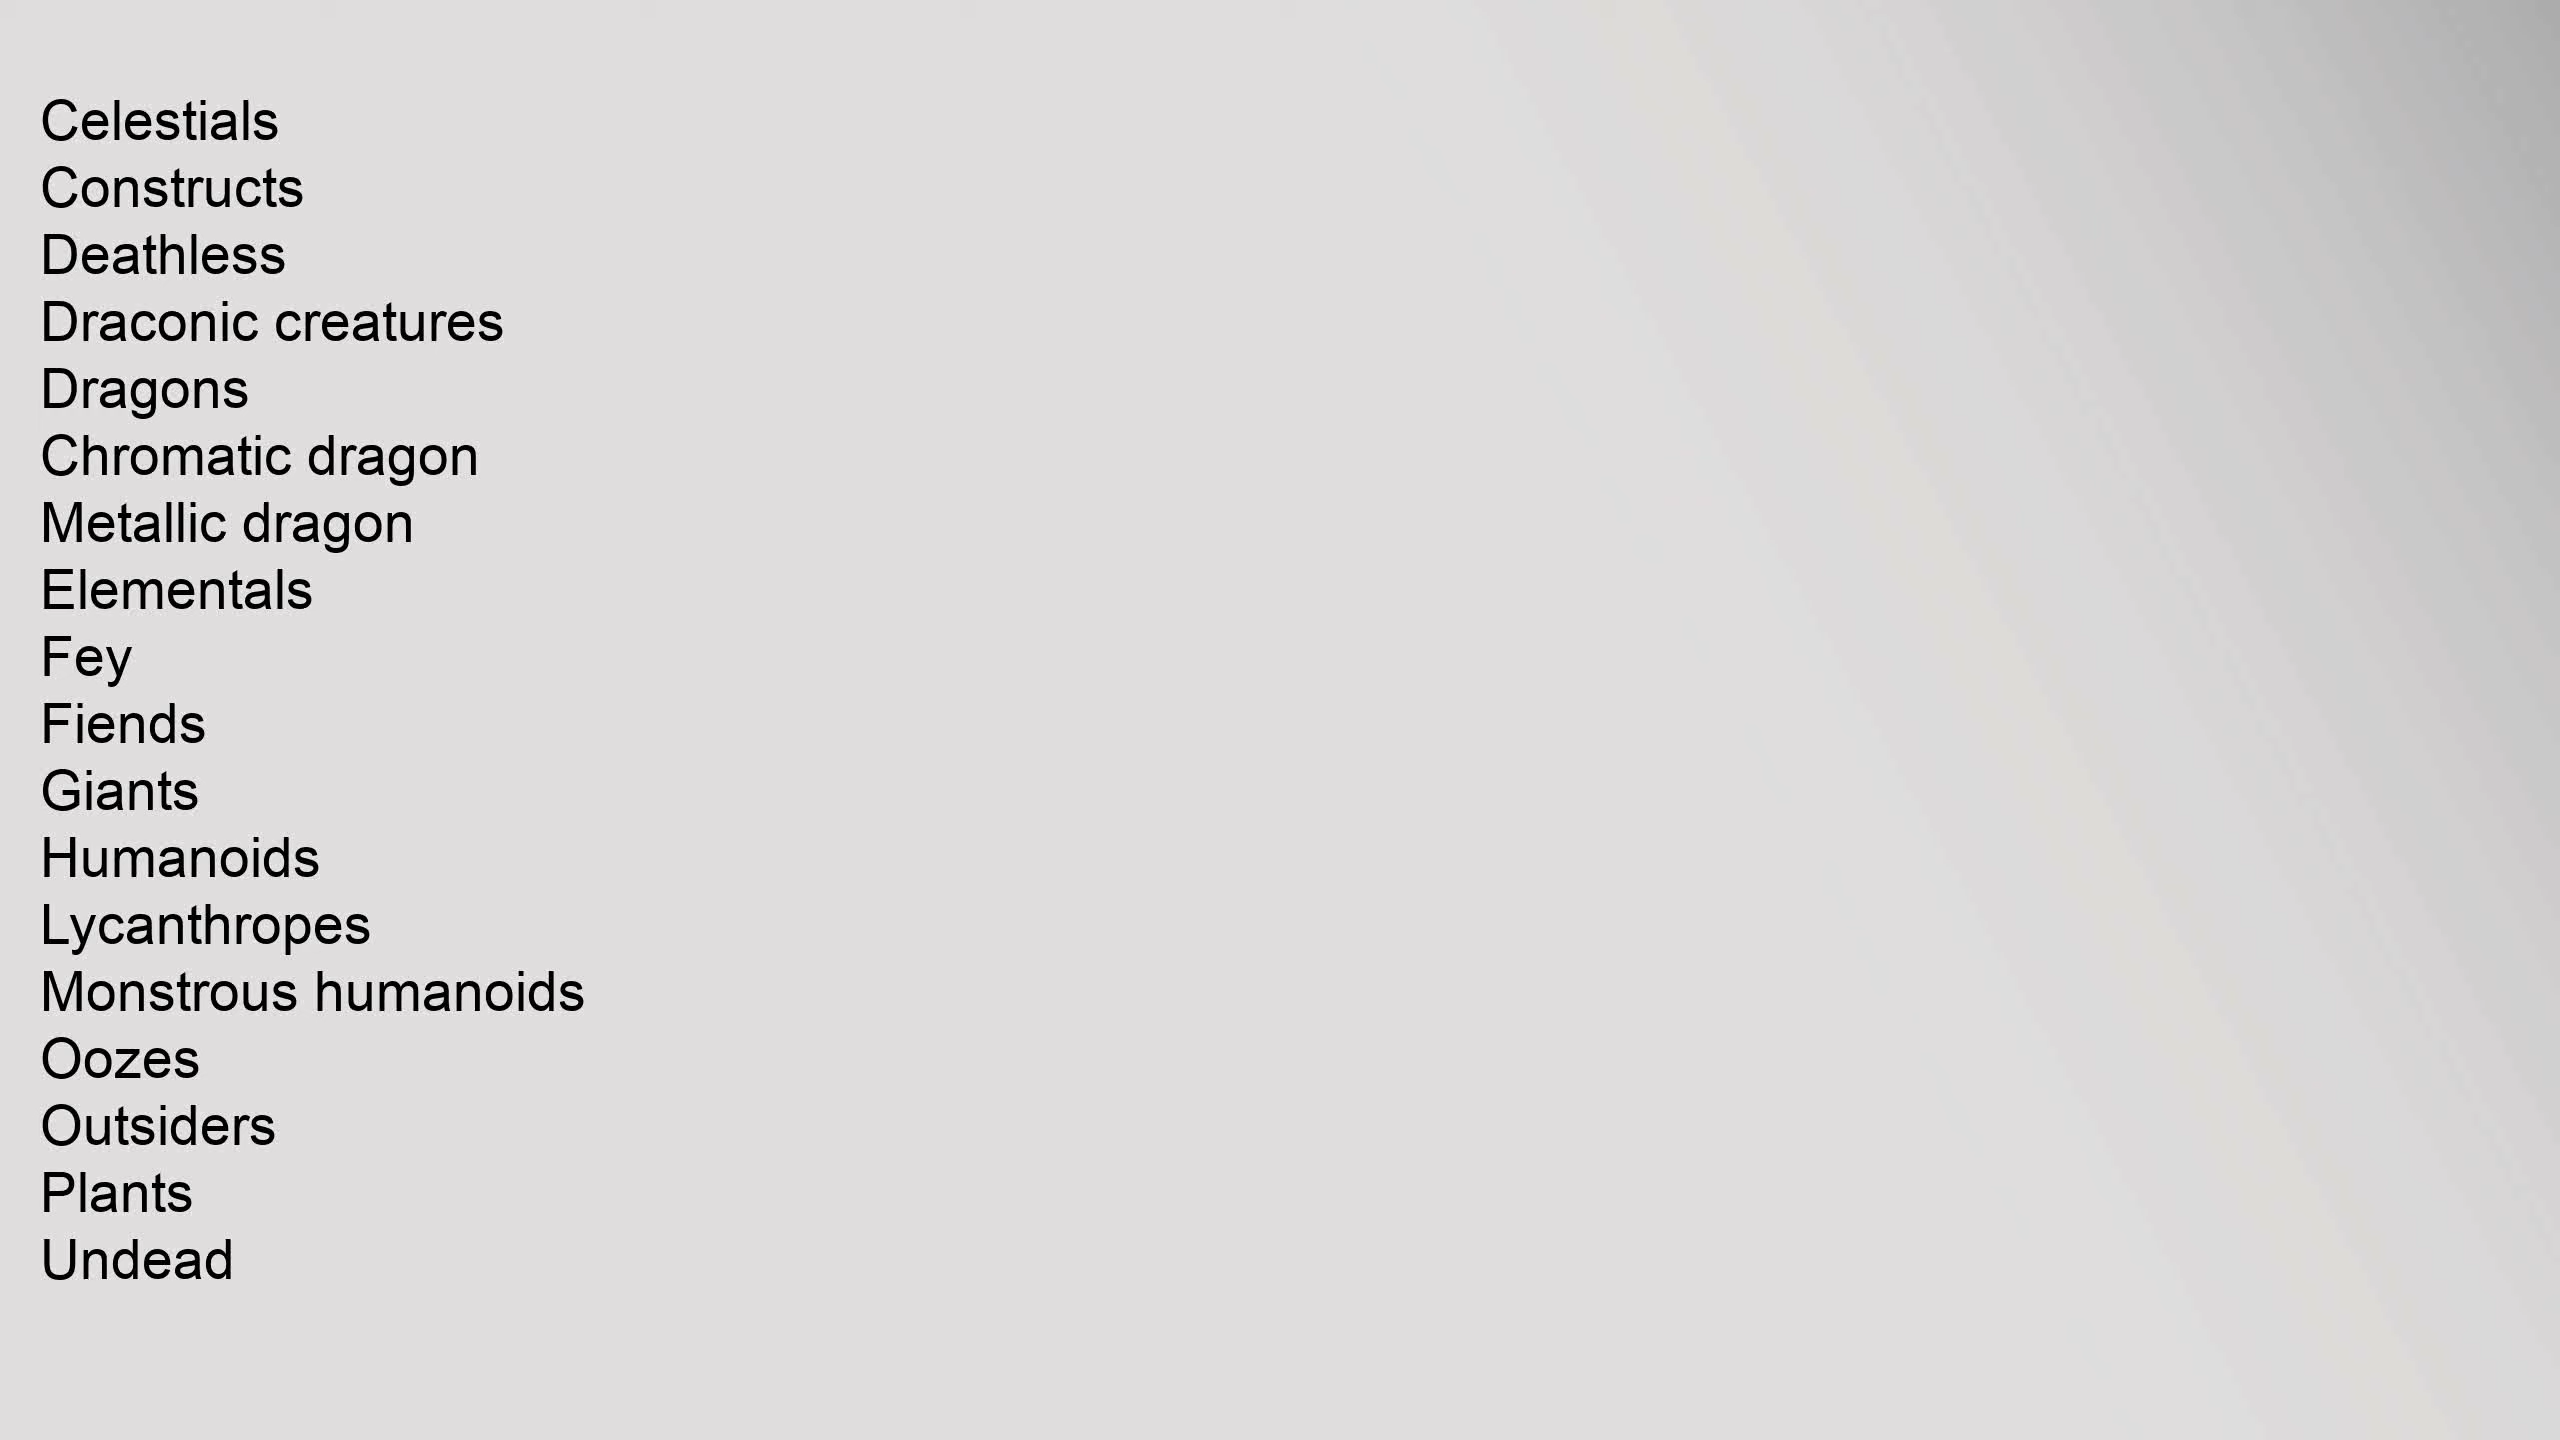 Celestials
Constructs
Deathless
Draconic creatures
Dragons
Chromatic dragon
Metallic dragon
Elementals
Fey
Fiends
Giants
Humanoids
Lycanthropes
Monstrous humanoids
Oozes
Outsiders
Plants
Undead